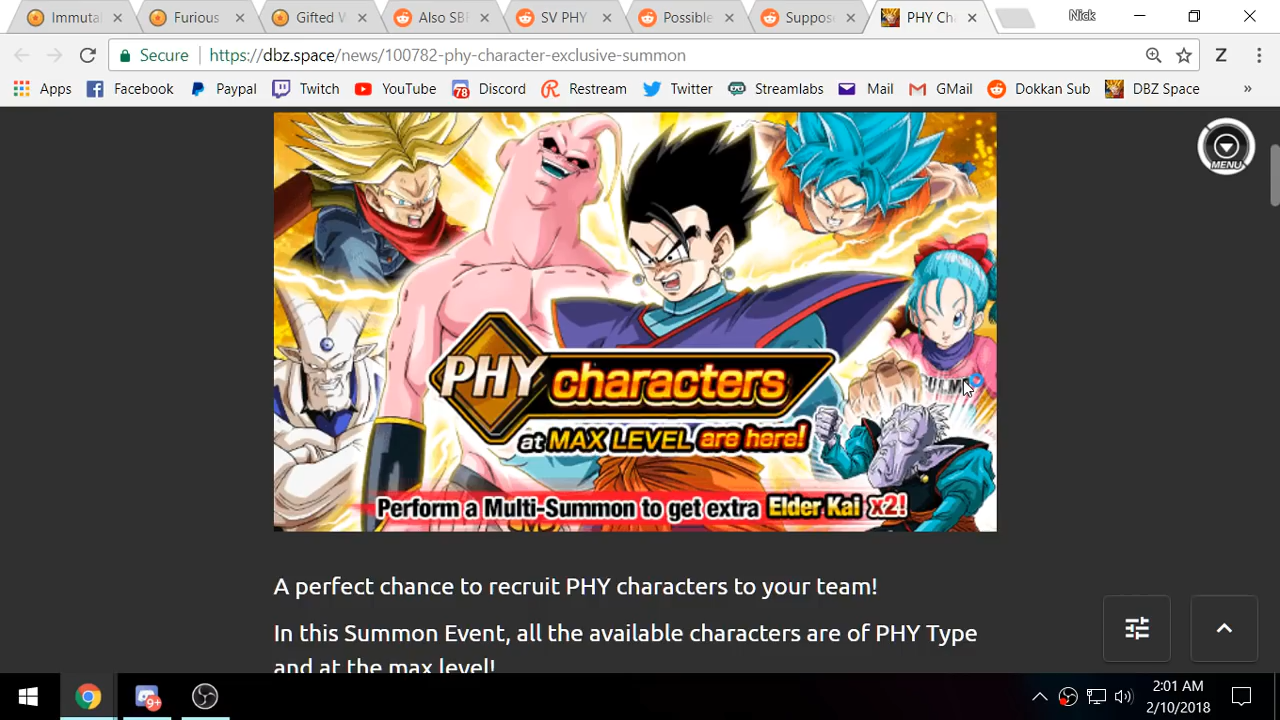 Immutal
Furious
Gifted V
Also SB
SV PHY
Possible
Suppos
PHY Ch
Nick
Secure
https://dbz.space/news/100782-phy-character-exclusive-summon
Z
Apps
Facebook
Paypal
Twitch
YouTube
78
Discord
Restream
Twitter
Streamlabs
Mail
GMail
Dokkan Sub
DBZ Space
»
MENU
PHY characters
at MAX LEVEL are here!
Perform a Multi-Summon to get extra Elder Kai x2!
A perfect chance to recruit PHY characters to your team!
In this Summon Event, all the available characters are of PHY Type
and at the max level!
9+
2:01 AM
2/10/2018